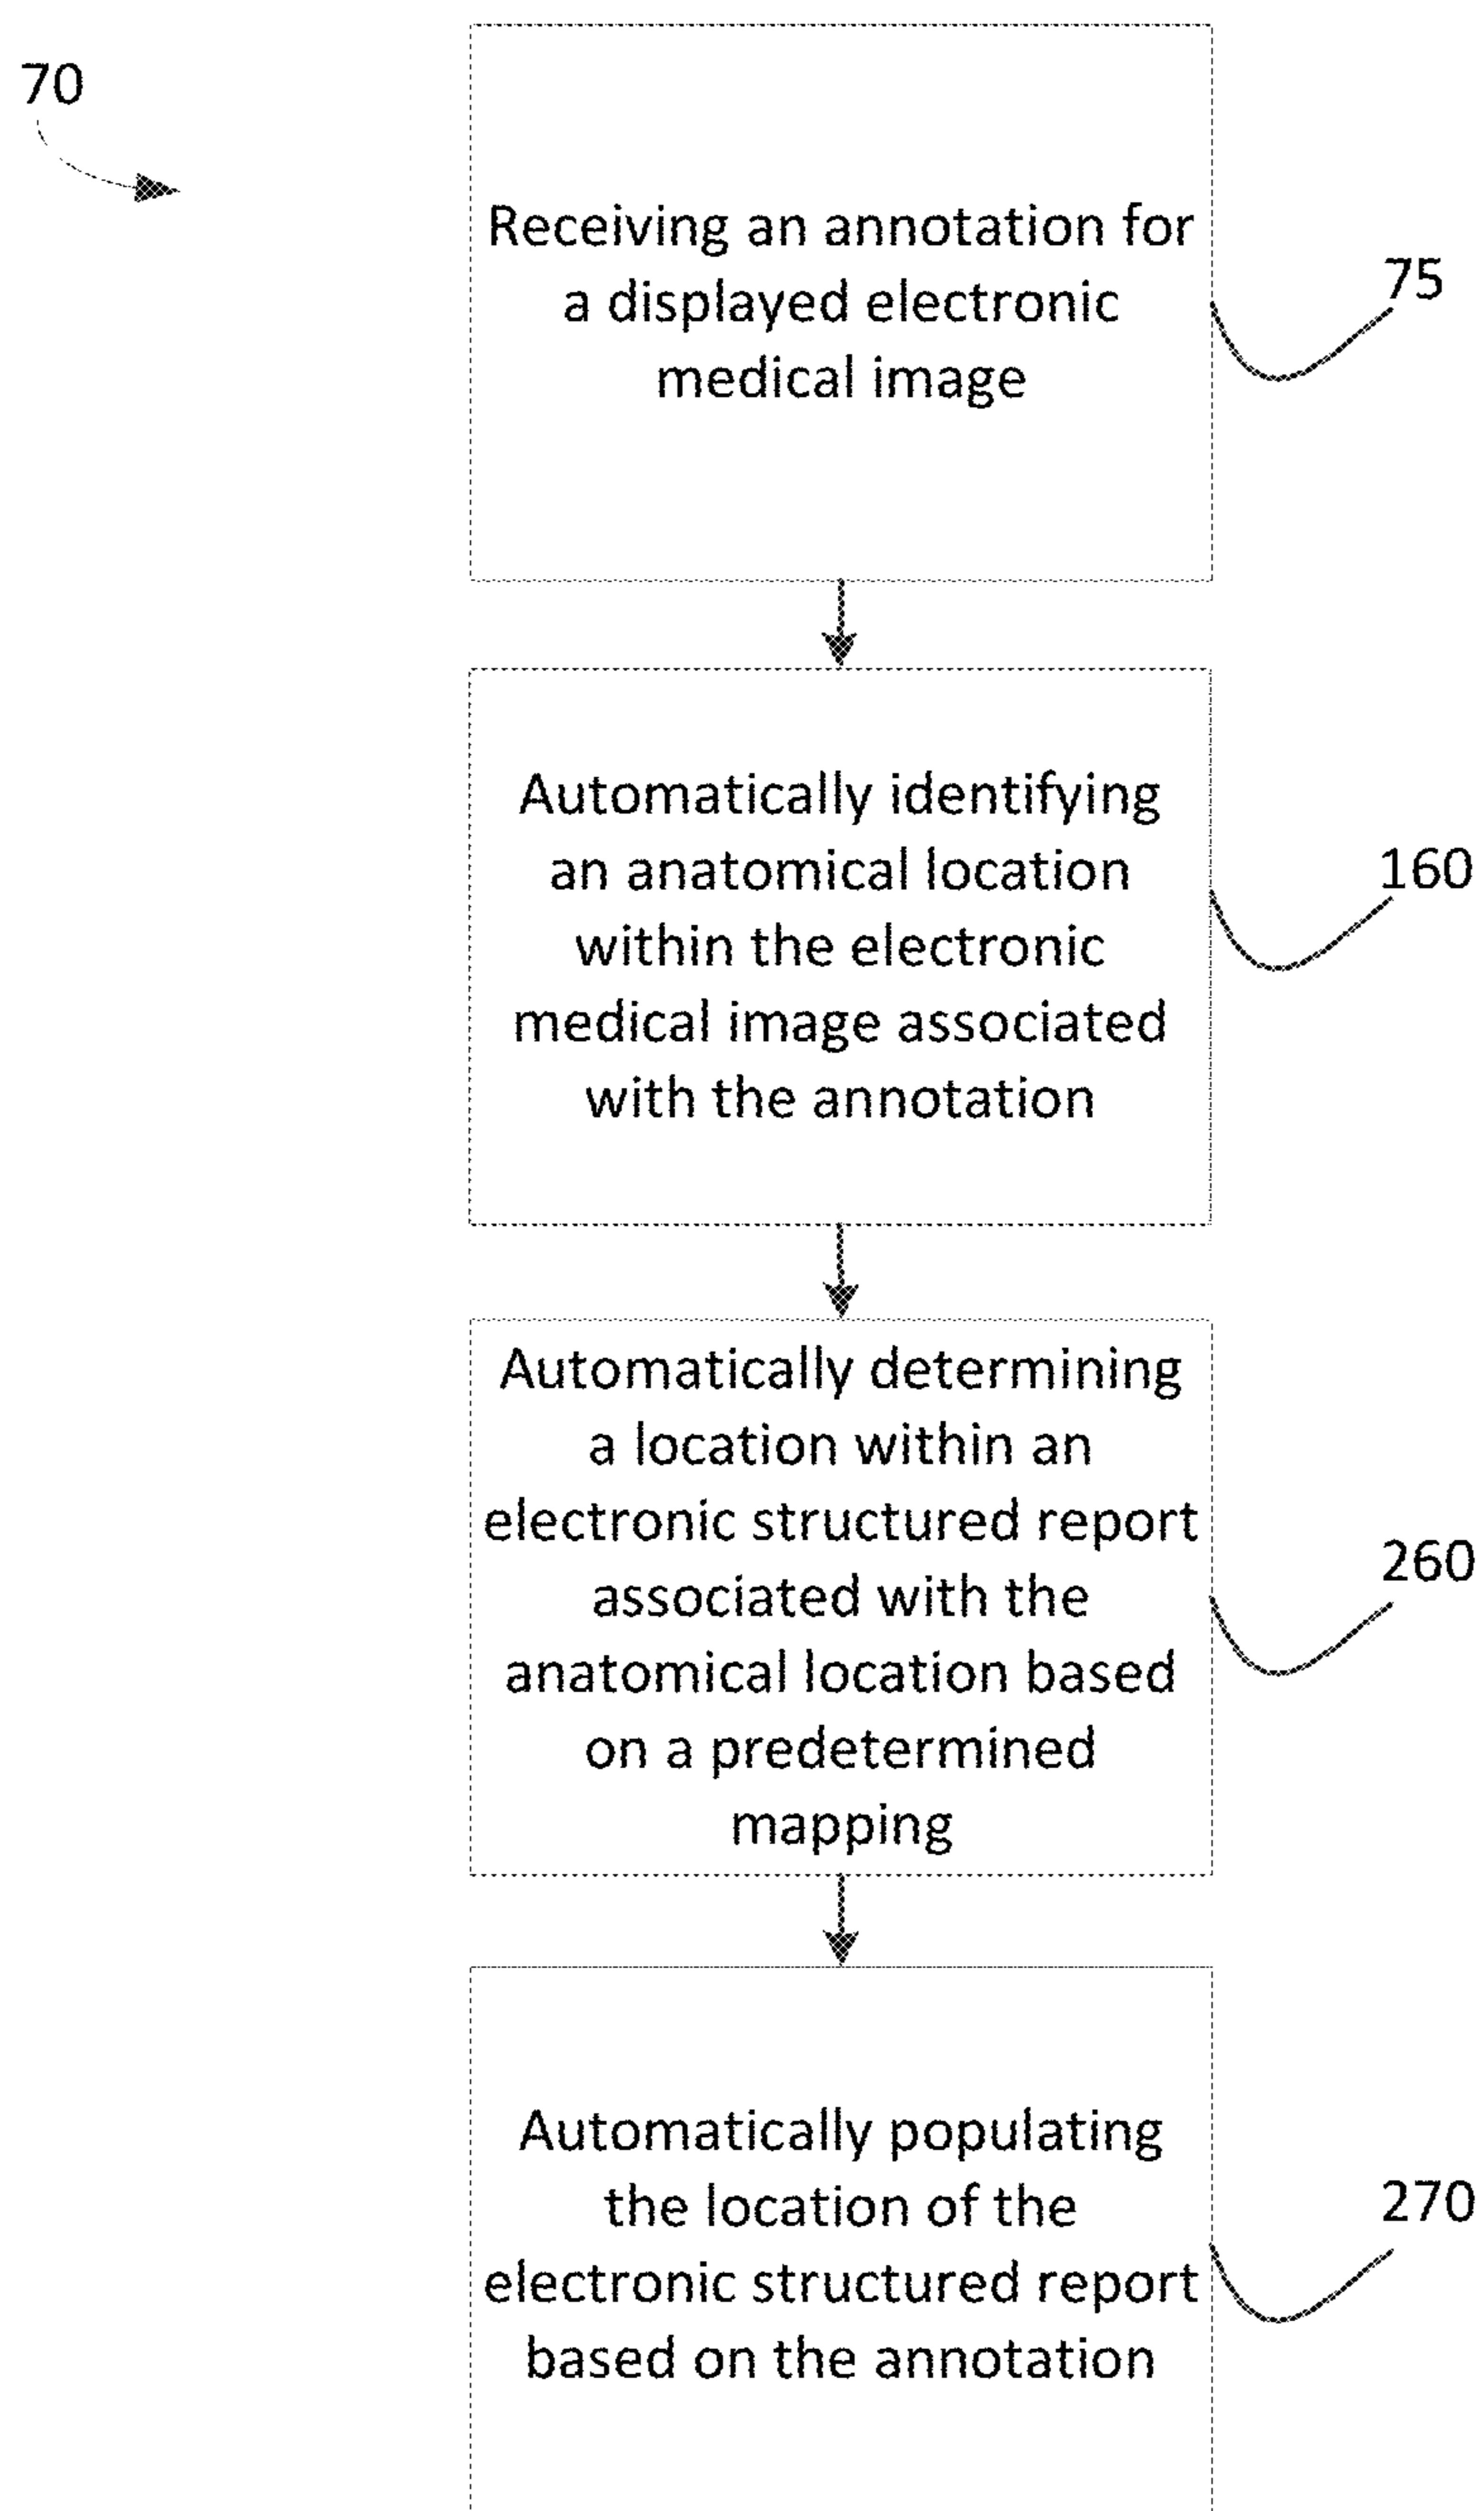 70
Receiving an annotation for
a displayed electronic
medical image
75
Automatically identifying
an anatomical location
within the electronic
medical image associated
with the annotation
160
Automatically determining
a location within an
electronic structured report
associated with the
anatomical location based
on a predetermined
mapping
260
Automatically populating
the location of the
electronic structured report
based on the annotation
270